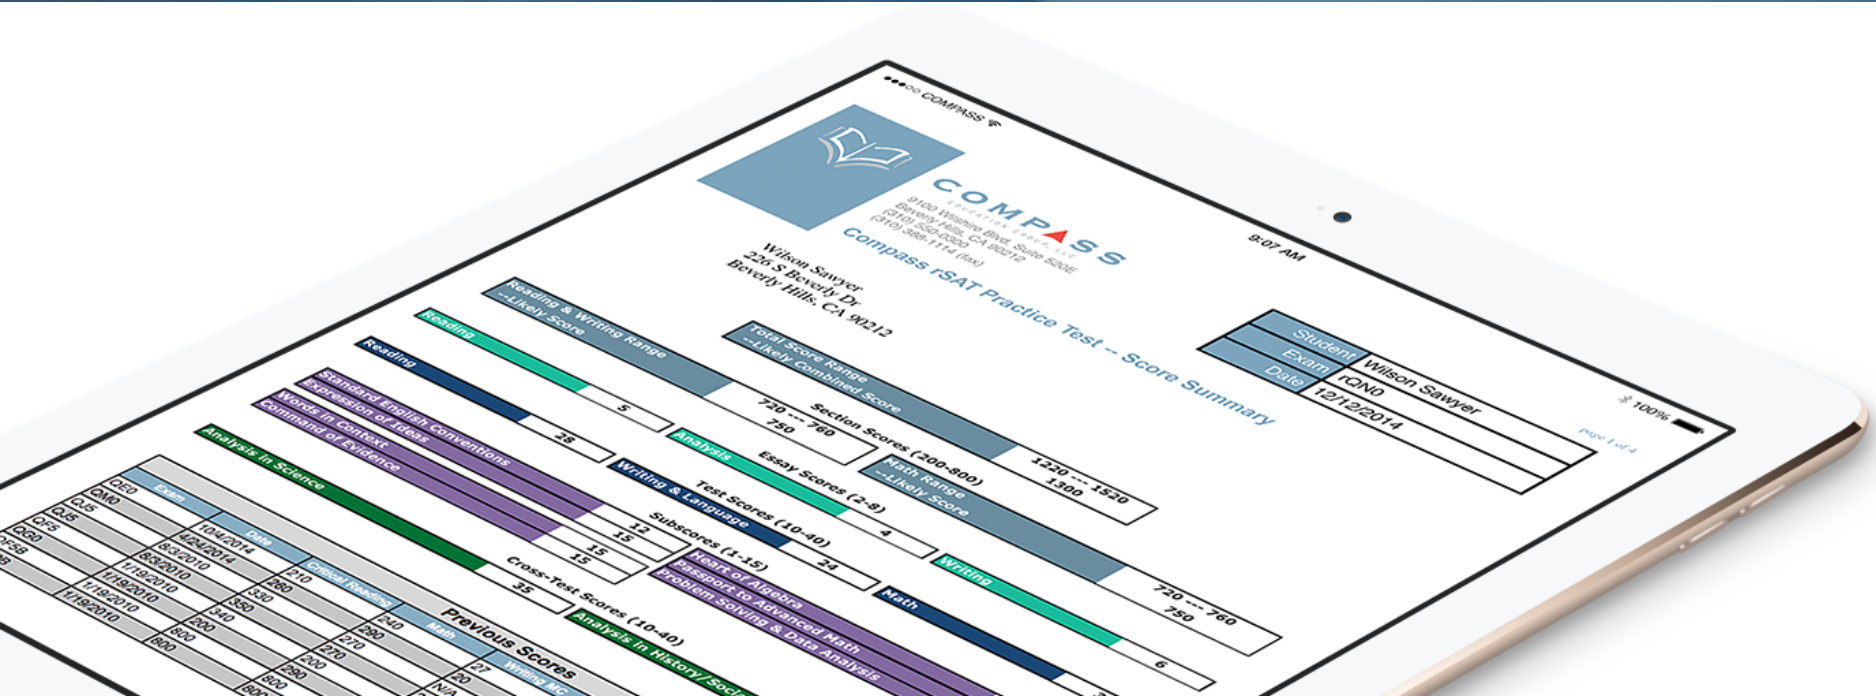 COMPASS
9:07 AM
100%
page 1 of 4
COMPASS
EDUCATION GROUP, LLC
9100 Wilshire Blvd, Suite 520E
Beverly Hills, CA 90212
(310) 550-0300
(310) 388-1114 (fax)
Compass rSAT Practice Test -- Score Summary
Wilson Sawyer
226 S Beverly Dr
Beverly Hills, CA 90212
Student Wilson Sawyer
Exam rQN0
Date 12/12/2014
Total Score Range 1220 --- 1520
--Likely Combined Score 1300
Section Scores (200-800)
Reading & Writing Range 720 --- 760
--Likely Score 750
Math Range 720 --- 760
--Likely Score 750
Essay Scores (2-8)
Reading 5
Analysis 4
Writing 6
Test Scores (10-40)
Reading 28
Writing & Language 24
Math
Subscores (1-15)
Standard English Conventions 12
Expression of Ideas 15
Words in Context 15
Command of Evidence 15
Heart of Algebra
Passport to Advanced Math
Problem Solving & Data Analysis
Cross-Test Scores (10-40)
Analysis in Science 35
Analysis in History/Soci
Previous Scores
Exam Date Critical Reading Math Writing MC
QE0 10/4/2014 210 240 27
QM0 4/24/2014 280 290 20
QJ5 8/3/2010 330 270 N/A
QJ5 8/3/2010 350 270
QF5 1/19/2010 340 200
QG0 1/19/2010 200 290
1/19/2010 800 800
1/19/2010 800 800